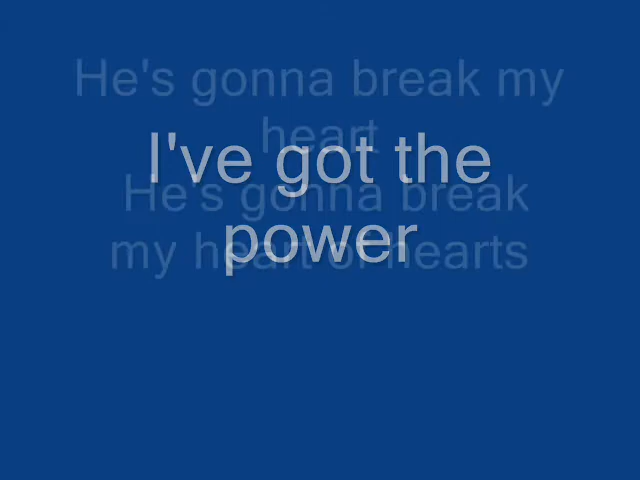 He's gonna break my
heart
I've got the
He's gonna break
power
my heart of hearts